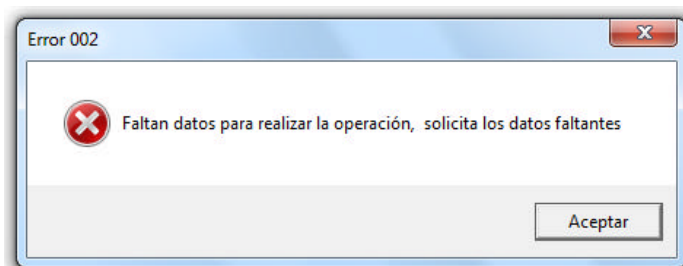 Error 002
Faltan datos para realizar la operación,  solicita los datos faltantes
Aceptar